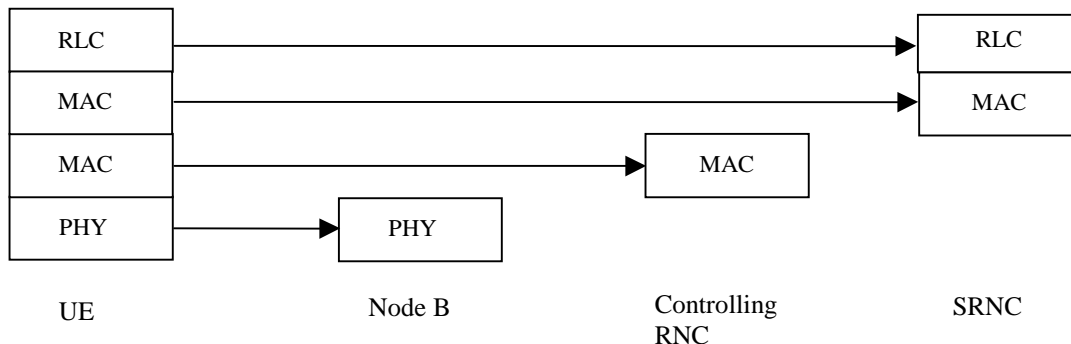 RLC
RLC
MAC
MAC
MAC
MAC
PHY
PHY
UE
Node B
Controlling
RNC
SRNC